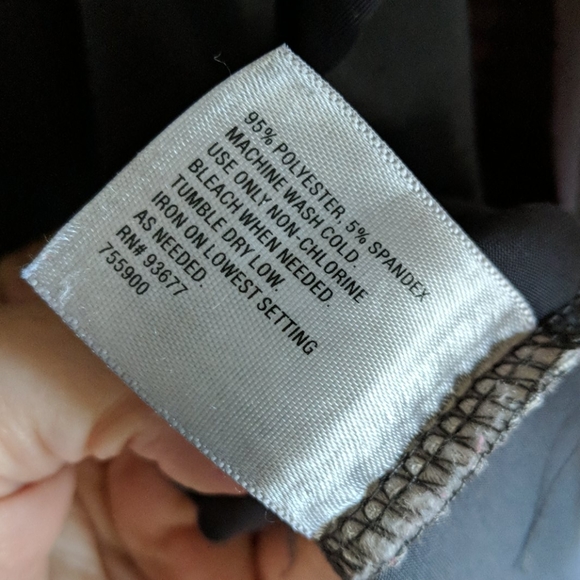 95% POLYESTER, 5% SPANDEX
MACHINE WASH COLD.
USE ONLY NON-CHLORINE
BLEACH WHEN NEEDED.
TUMBLE DRY LOW.
IRON ON LOWEST SETTING
AS NEEDED.
RN# 93677
755900